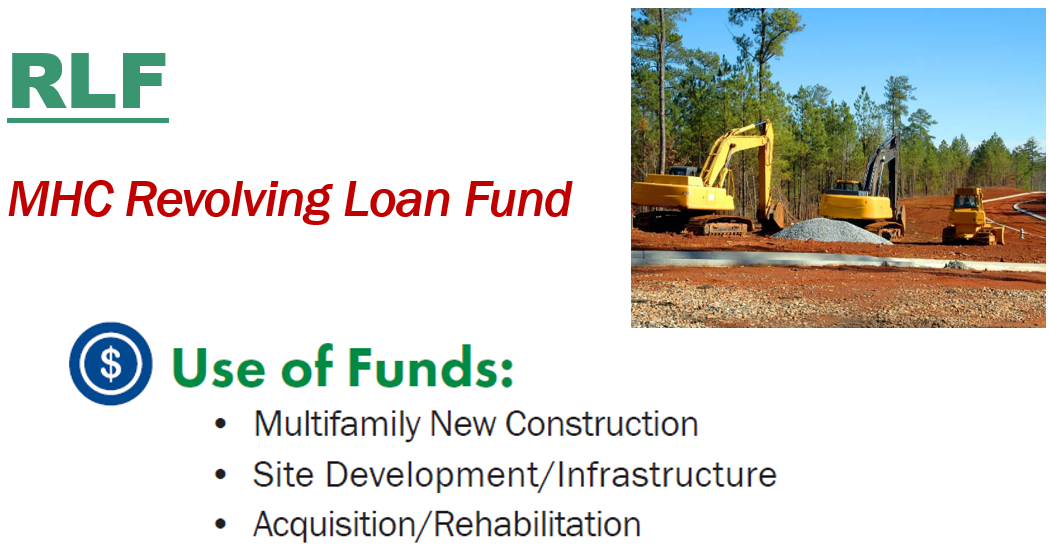 RLF
MHC Revolving Loan Fund
$
Use of Funds:
• Multifamily New Construction
• Site Development/Infrastructure
• Acquisition/Rehabilitation